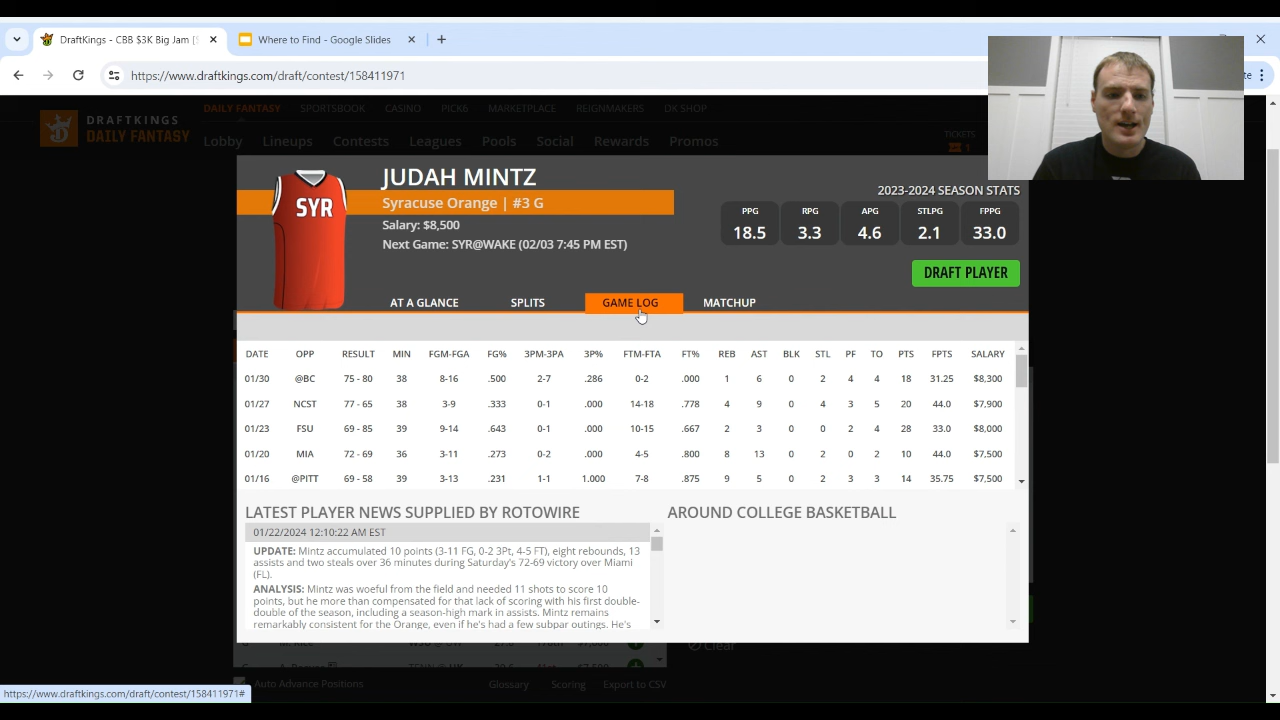 DraftKings - CBB $3K Big Jam [S
Where to Find - Google Slides
https://www.draftkings.com/draft/contest/158411971
DAILY FANTASY SPORTSBOOK CASINO PICK6 MARKETPLACE REIGNMAKERS DK SHOP
DRAFTKINGS
DAILY FANTASY
Lobby Lineups Contests Leagues Pools Social Rewards Promos
TICKETS
1
JUDAH MINTZ
Syracuse Orange | #3 G
Salary: $8,500
Next Game: SYR@WAKE (02/03 7:45 PM EST)
SYR
2023-2024 SEASON STATS
PPG RPG APG STLPG FPPG
18.5 3.3 4.6 2.1 33.0
DRAFT PLAYER
AT A GLANCE SPLITS GAME LOG MATCHUP
DATE OPP RESULT MIN FGM-FGA FG% 3PM-3PA 3P% FTM-FTA FT% REB AST BLK STL PF TO PTS FPTS SALARY
01/30 @BC 75 - 80 38 8-16 .500 2-7 .286 0-2 .000 1 6 0 2 4 4 18 31.25 $8,300
01/27 NCST 77 - 65 38 3-9 .333 0-1 .000 14-18 .778 4 9 0 4 3 5 20 44.0 $7,900
01/23 FSU 69 - 85 39 9-14 .643 0-1 .000 10-15 .667 2 3 0 0 2 4 28 33.0 $8,000
01/20 MIA 72 - 69 36 3-11 .273 0-2 .000 4-5 .800 8 13 0 2 0 2 10 44.0 $7,500
01/16 @PITT 69 - 58 39 3-13 .231 1-1 1.000 7-8 .875 9 5 0 2 3 3 14 35.75 $7,500
LATEST PLAYER NEWS SUPPLIED BY ROTOWIRE
01/22/2024 12:10:22 AM EST
UPDATE: Mintz accumulated 10 points (3-11 FG, 0-2 3Pt, 4-5 FT), eight rebounds, 13
assists and two steals over 36 minutes during Saturday's 72-69 victory over Miami
(FL).
ANALYSIS: Mintz was woeful from the field and needed 11 shots to score 10
points, but he more than compensated for that lack of scoring with his first double-
double of the season, including a season-high mark in assists. Mintz remains
remarkably consistent for the Orange, even if he's had a few subpar outings. He's
AROUND COLLEGE BASKETBALL
Clear
Auto Advance Positions
Glossary Scoring Export to CSV
https://www.draftkings.com/draft/contest/158411971#